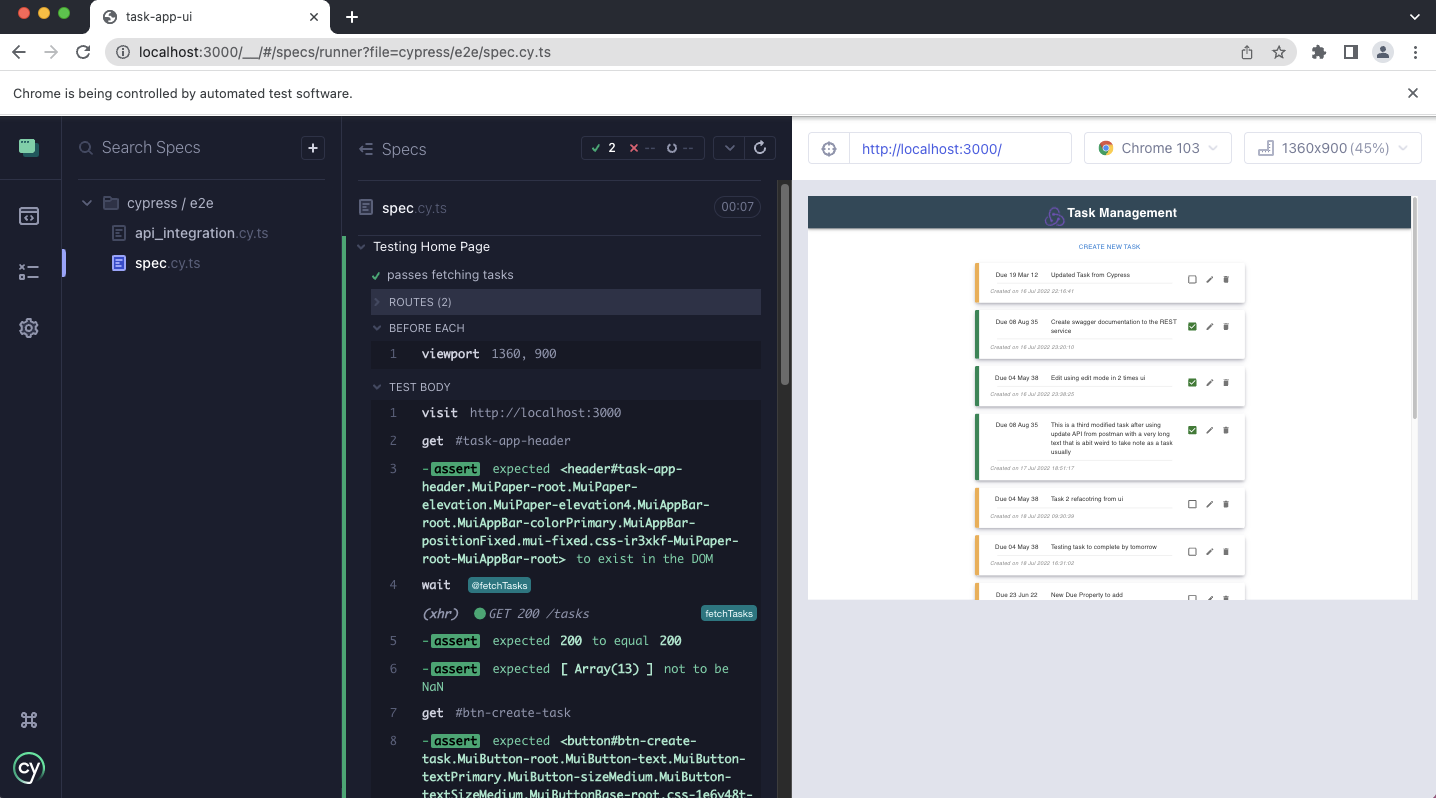 task-app-ui
localhost:3000/__/#/specs/runner?file=cypress/e2e/spec.cy.ts
Chrome is being controlled by automated test software.
Search Specs
+
cypress / e2e
api_integration.cy.ts
spec.cy.ts
cy
Specs
2 -- --
spec.cy.ts
00:07
Testing Home Page
passes fetching tasks
ROUTES (2)
BEFORE EACH
1 viewport 1360, 900
TEST BODY
1 visit http://localhost:3000
2 get #task-app-header
3 -assert expected <header#task-app-
header.MuiPaper-root.MuiPaper-
elevation.MuiPaper-elevation4.MuiAppBar-
root.MuiAppBar-colorPrimary.MuiAppBar-
positionFixed.mui-fixed.css-ir3xkf-MuiPaper-
root-MuiAppBar-root> to exist in the DOM
4 wait @fetchTasks
(xhr) GET 200 /tasks fetchTasks
5 -assert expected 200 to equal 200
6 -assert expected [ Array(13) ] not to be
NaN
7 get #btn-create-task
8 -assert expected <button#btn-create-
task.MuiButton-root.MuiButton-text.MuiButton-
textPrimary.MuiButton-sizeMedium.MuiButton-
textSizeMedium.MuiButtonBase-root.css-1e6y48t-
http://localhost:3000/
Chrome 103
1360x900 (45%)
Task Management
CREATE NEW TASK
Due 19 Mar 12 Updated Task from Cypress
Created on 16 Jul 2022 22:16:41
Due 08 Aug 35 Create swagger documentation to the REST
service
Created on 16 Jul 2022 23:20:10
Due 04 May 38 Edit using edit mode in 2 times ui
Created on 16 Jul 2022 23:38:25
Due 08 Aug 35 This is a third modified task after using
update API from postman with a very long
text that is abit weird to take note as a task
usually
Created on 17 Jul 2022 18:51:17
Due 04 May 38 Task 2 refacotring from ui
Created on 18 Jul 2022 09:30:39
Due 04 May 38 Testing task to complete by tomorrow
Created on 18 Jul 2022 16:31:02
Due 23 Jun 22 New Due Property to add